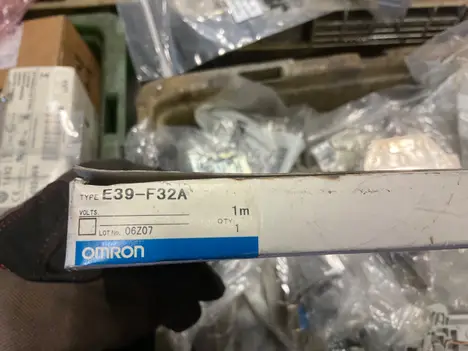 TYPE E39-F32A
VOLTS. 1m
LOT No. 06Z07 QTY. 1
OMRON